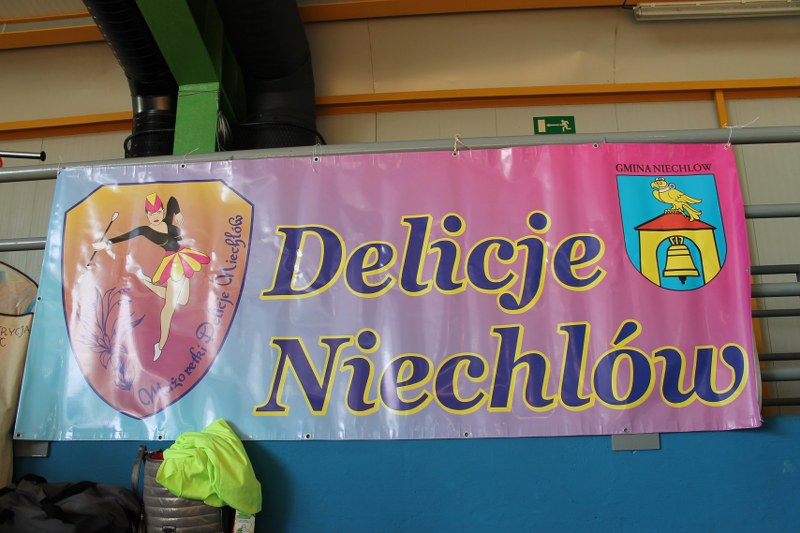 GMINA NIECHLÓW
Delicje
Niechlów
Mażoretki Delicje Niechlów